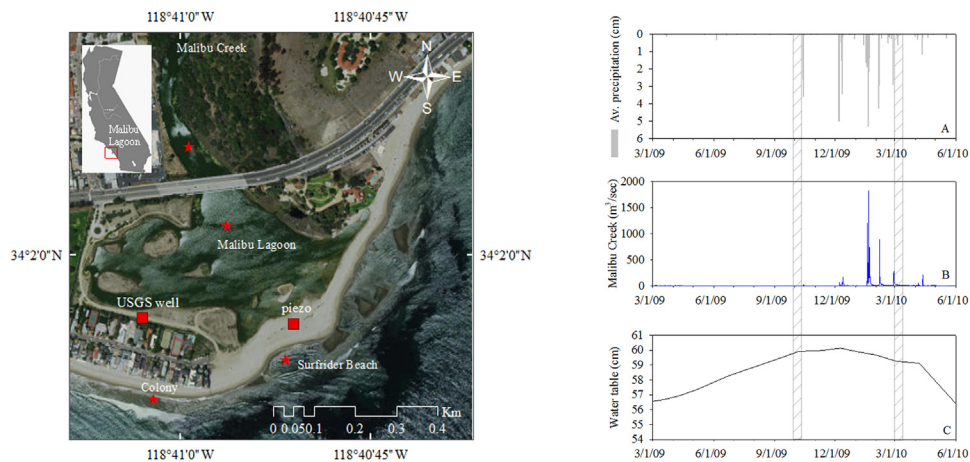 118°41'0"W 118°40'45"W
Malibu Creek
N
W E
S
Malibu
Lagoon
Malibu Lagoon
34°2'0"N 34°2'0"N
USGS well
piezo
Surfrider Beach
Colony
Km
0 0.05 0.1 0.2 0.3 0.4
118°41'0"W 118°40'45"W
Av. precipitation (cm)
0
1
2
3
4
5
6
A
3/1/09 6/1/09 9/1/09 12/1/09 3/1/10 6/1/10
Malibu Creek (m³/sec)
2000
1500
1000
500
0
B
3/1/09 6/1/09 9/1/09 12/1/09 3/1/10 6/1/10
Water table (cm)
61
60
59
58
57
56
55
54
C
3/1/09 6/1/09 9/1/09 12/1/09 3/1/10 6/1/10